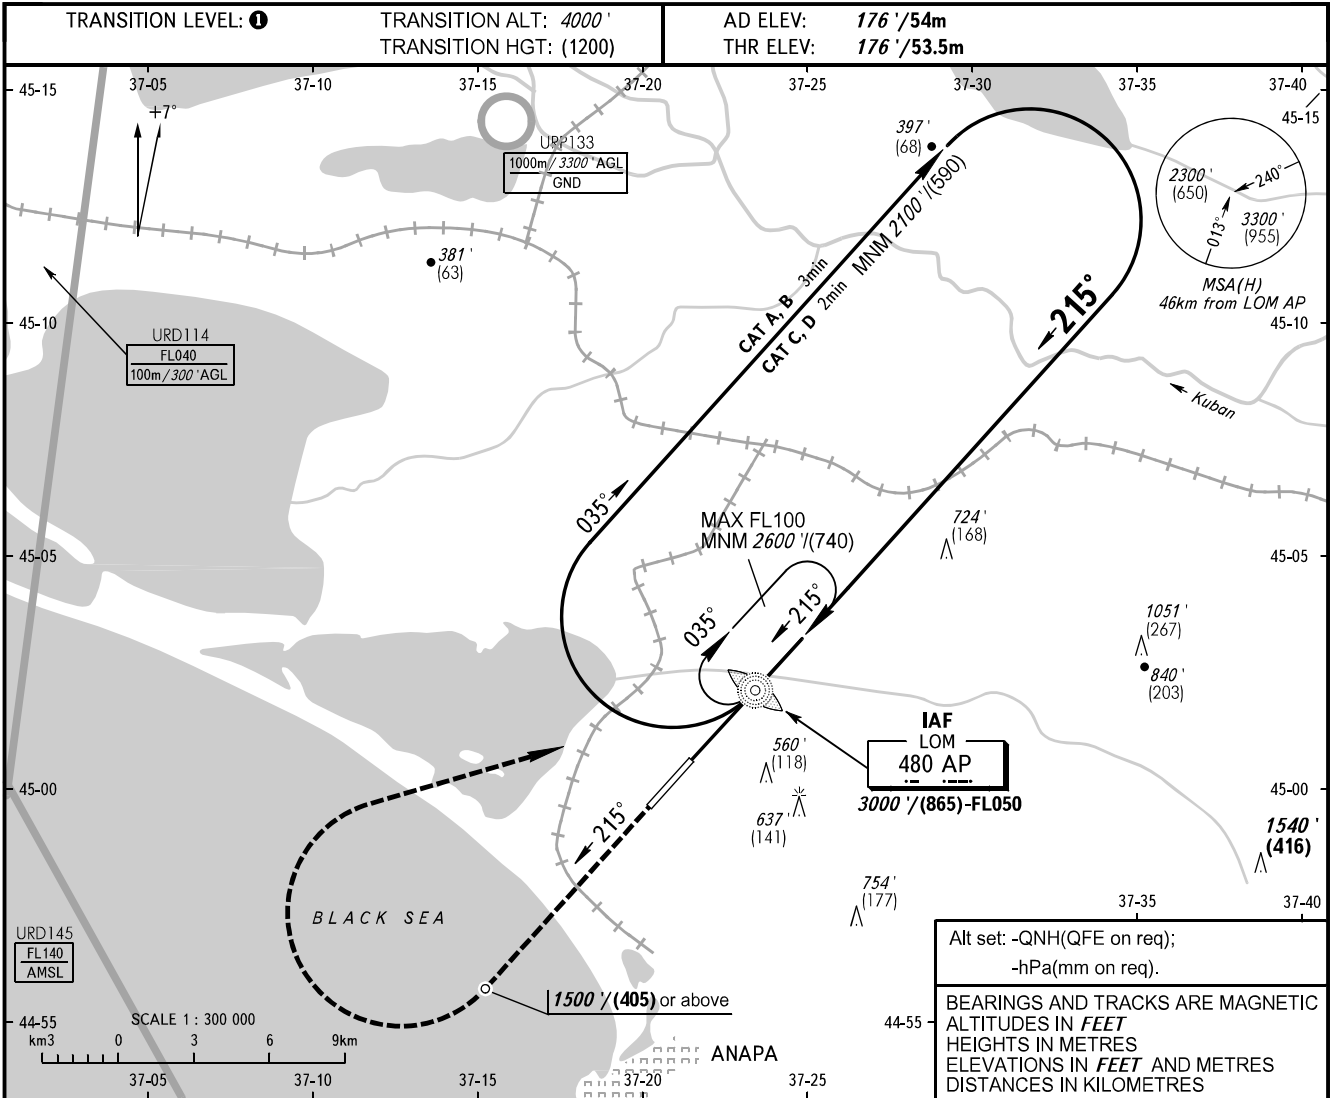 TRANSITION LEVEL: ❶
TRANSITION ALT: 4000 '
TRANSITION HGT: (1200)
AD ELEV: 176 '/54m
THR ELEV: 176 '/53.5m
45-15
37-05
37-10
37-15
37-20
37-25
37-30
37-35
37-40
45-15
+7°
URP133
1000m/3300 'AGL
GND
397 '
(68)
2300 '
(650)
240°
013°
3300 '
(955)
MSA(H)
46km from LOM AP
381 '
(63)
MNM 2100 '/(590)
CAT A, B 3min
CAT C, D 2min
215°
45-10
45-10
URD114
FL040
100m/300 'AGL
Kuban
035°
MAX FL100
MNM 2600 '/(740)
724 '
(168)
45-05
45-05
035°
215°
1051 '
(267)
840 '
(203)
IAF
LOM
480 AP
3000 '/(865)-FL050
560 '
(118)
637 '
(141)
45-00
45-00
215°
1540 '
(416)
754 '
(177)
BLACK SEA
37-35
37-40
URD145
FL140
AMSL
1500 '/(405) or above
Alt set: -QNH(QFE on req);
-hPa(mm on req).
44-55
44-55
SCALE 1 : 300 000
km3 0 3 6 9km
ANAPA
BEARINGS AND TRACKS ARE MAGNETIC
ALTITUDES IN FEET
HEIGHTS IN METRES
ELEVATIONS IN FEET AND METRES
DISTANCES IN KILOMETRES
37-05
37-10
37-15
37-20
37-25